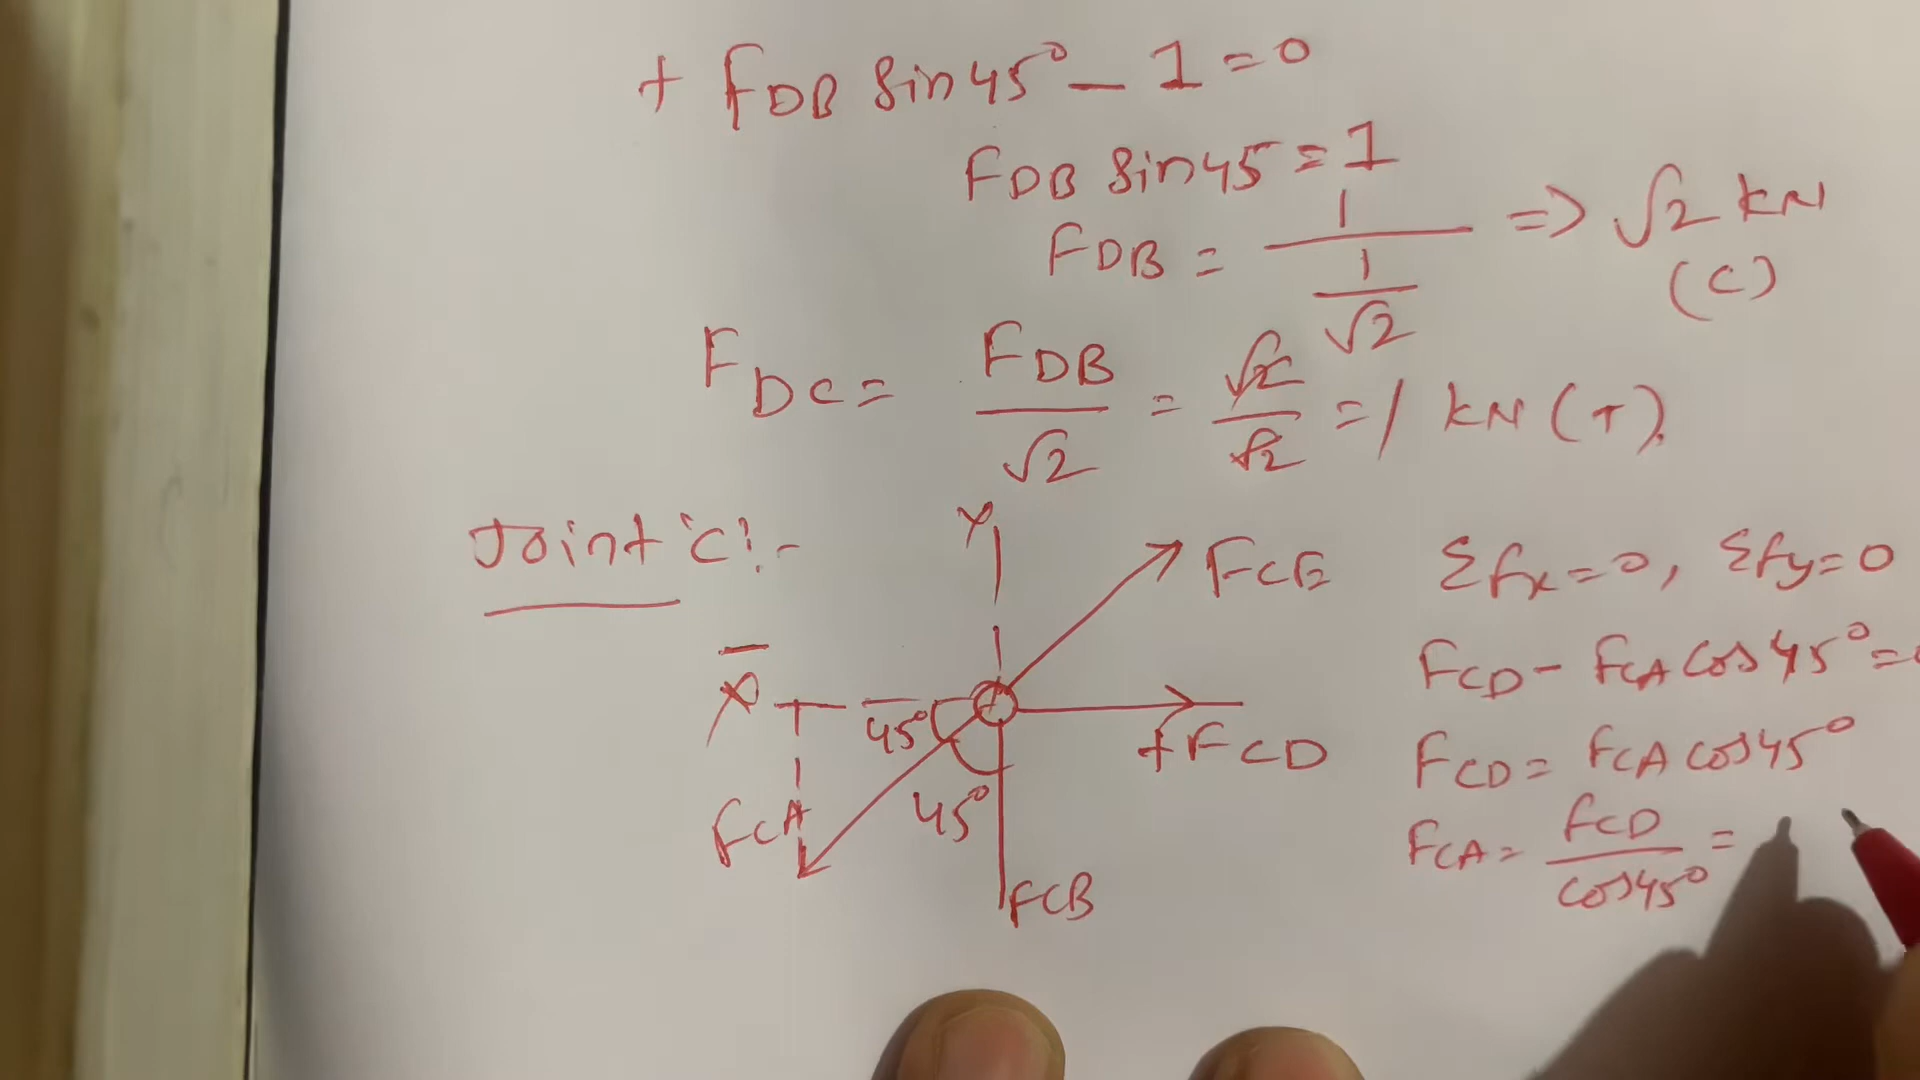 + FDB Sin45° - 1 = 0
FDB Sin45 = 1
FDB = 1 / (1/√2) => √2 kN (C)
FDC = FDB/√2 = √2/√2 = 1 kN (T).
Joint 'C':-
Y
FCE
X
45°
+FCD
FCA
45°
FCB
Σfx = 0, Σfy = 0
FCD - FCA Cos45° = 0
FCD = FCA Cos45°
FCA = FCD / Cos45° =